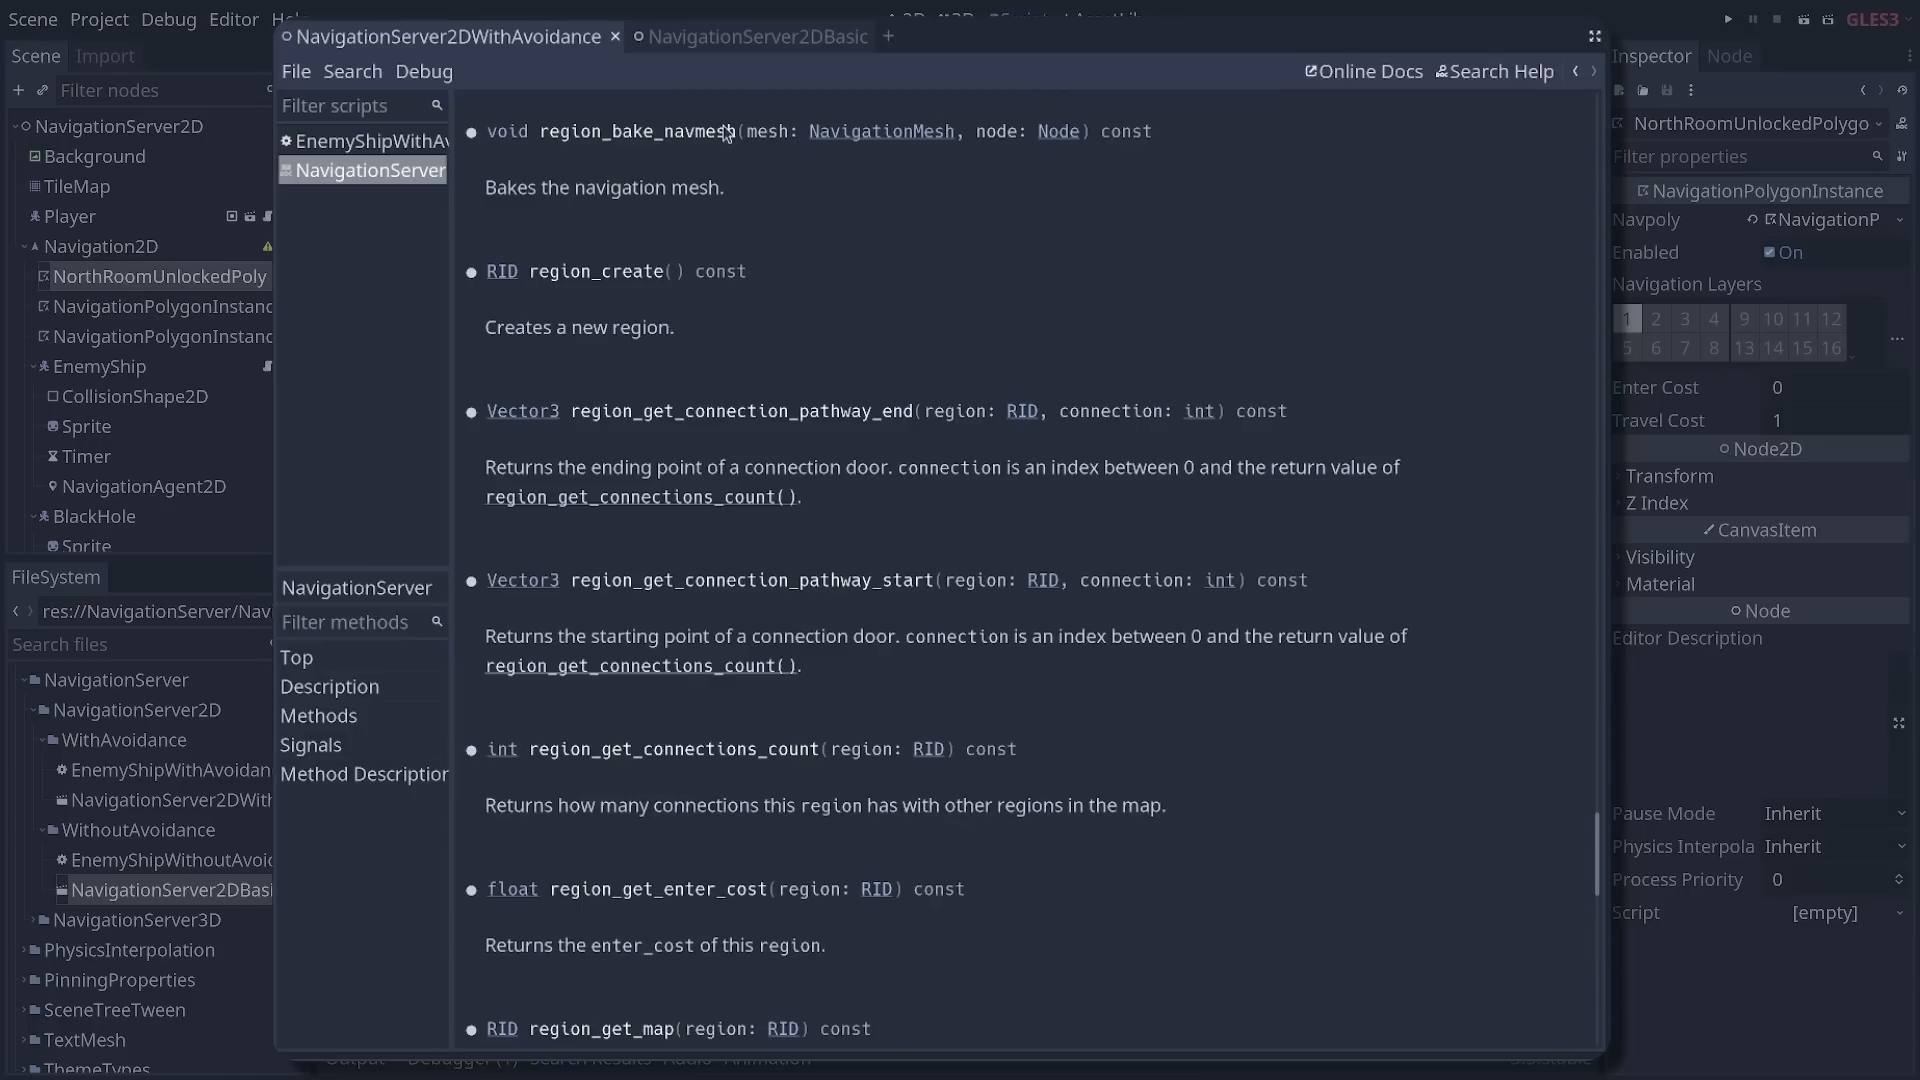 Scene Project Debug Editor
GLES3
NavigationServer2DWithAvoidance × NavigationServer2DBasic +
File Search Debug
Online Docs Search Help
Scene Import
Filter nodes
NavigationServer2D
Background
TileMap
Player
Navigation2D
NorthRoomUnlockedPoly
NavigationPolygonInstanc
NavigationPolygonInstanc
EnemyShip
CollisionShape2D
Sprite
Timer
NavigationAgent2D
BlackHole
Sprite
FileSystem
res://NavigationServer/Navi
Search files
NavigationServer
NavigationServer2D
WithAvoidance
EnemyShipWithAvoidan
NavigationServer2DWith
WithoutAvoidance
EnemyShipWithoutAvoid
NavigationServer2DBasi
NavigationServer3D
PhysicsInterpolation
PinningProperties
SceneTreeTween
TextMesh
ThemeTypes
Filter scripts
EnemyShipWithAv
NavigationServer
NavigationServer
Filter methods
Top
Description
Methods
Signals
Method Description
void region_bake_navmesh(mesh: NavigationMesh, node: Node) const
Bakes the navigation mesh.
RID region_create() const
Creates a new region.
Vector3 region_get_connection_pathway_end(region: RID, connection: int) const
Returns the ending point of a connection door. connection is an index between 0 and the return value of
region_get_connections_count().
Vector3 region_get_connection_pathway_start(region: RID, connection: int) const
Returns the starting point of a connection door. connection is an index between 0 and the return value of
region_get_connections_count().
int region_get_connections_count(region: RID) const
Returns how many connections this region has with other regions in the map.
float region_get_enter_cost(region: RID) const
Returns the enter_cost of this region.
RID region_get_map(region: RID) const
Inspector Node
NorthRoomUnlockedPolygo
Filter properties
NavigationPolygonInstance
Navpoly NavigationP
Enabled On
Navigation Layers
1 2 3 4 9 10 11 12
5 6 7 8 13 14 15 16
Enter Cost 0
Travel Cost 1
Node2D
Transform
Z Index
CanvasItem
Visibility
Material
Node
Editor Description
Pause Mode Inherit
Physics Interpola Inherit
Process Priority 0
Script [empty]